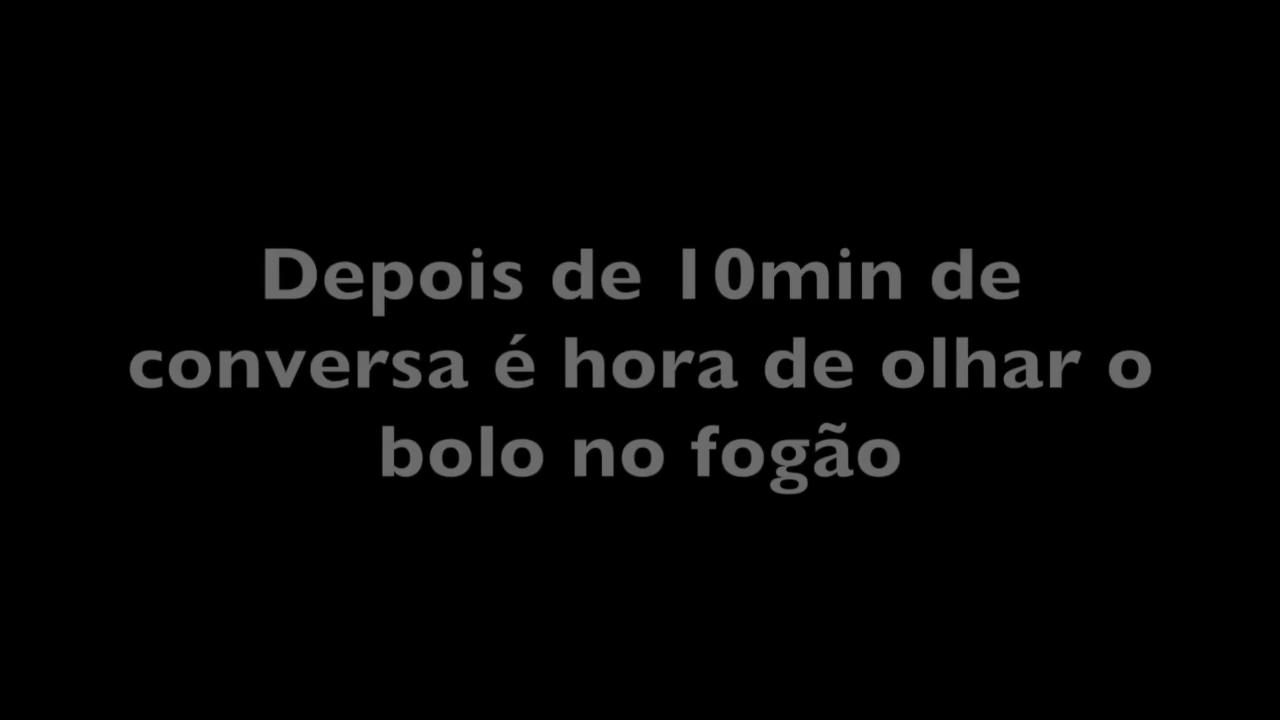 Depois de 10min de
conversa é hora de olhar o
bolo no fogão